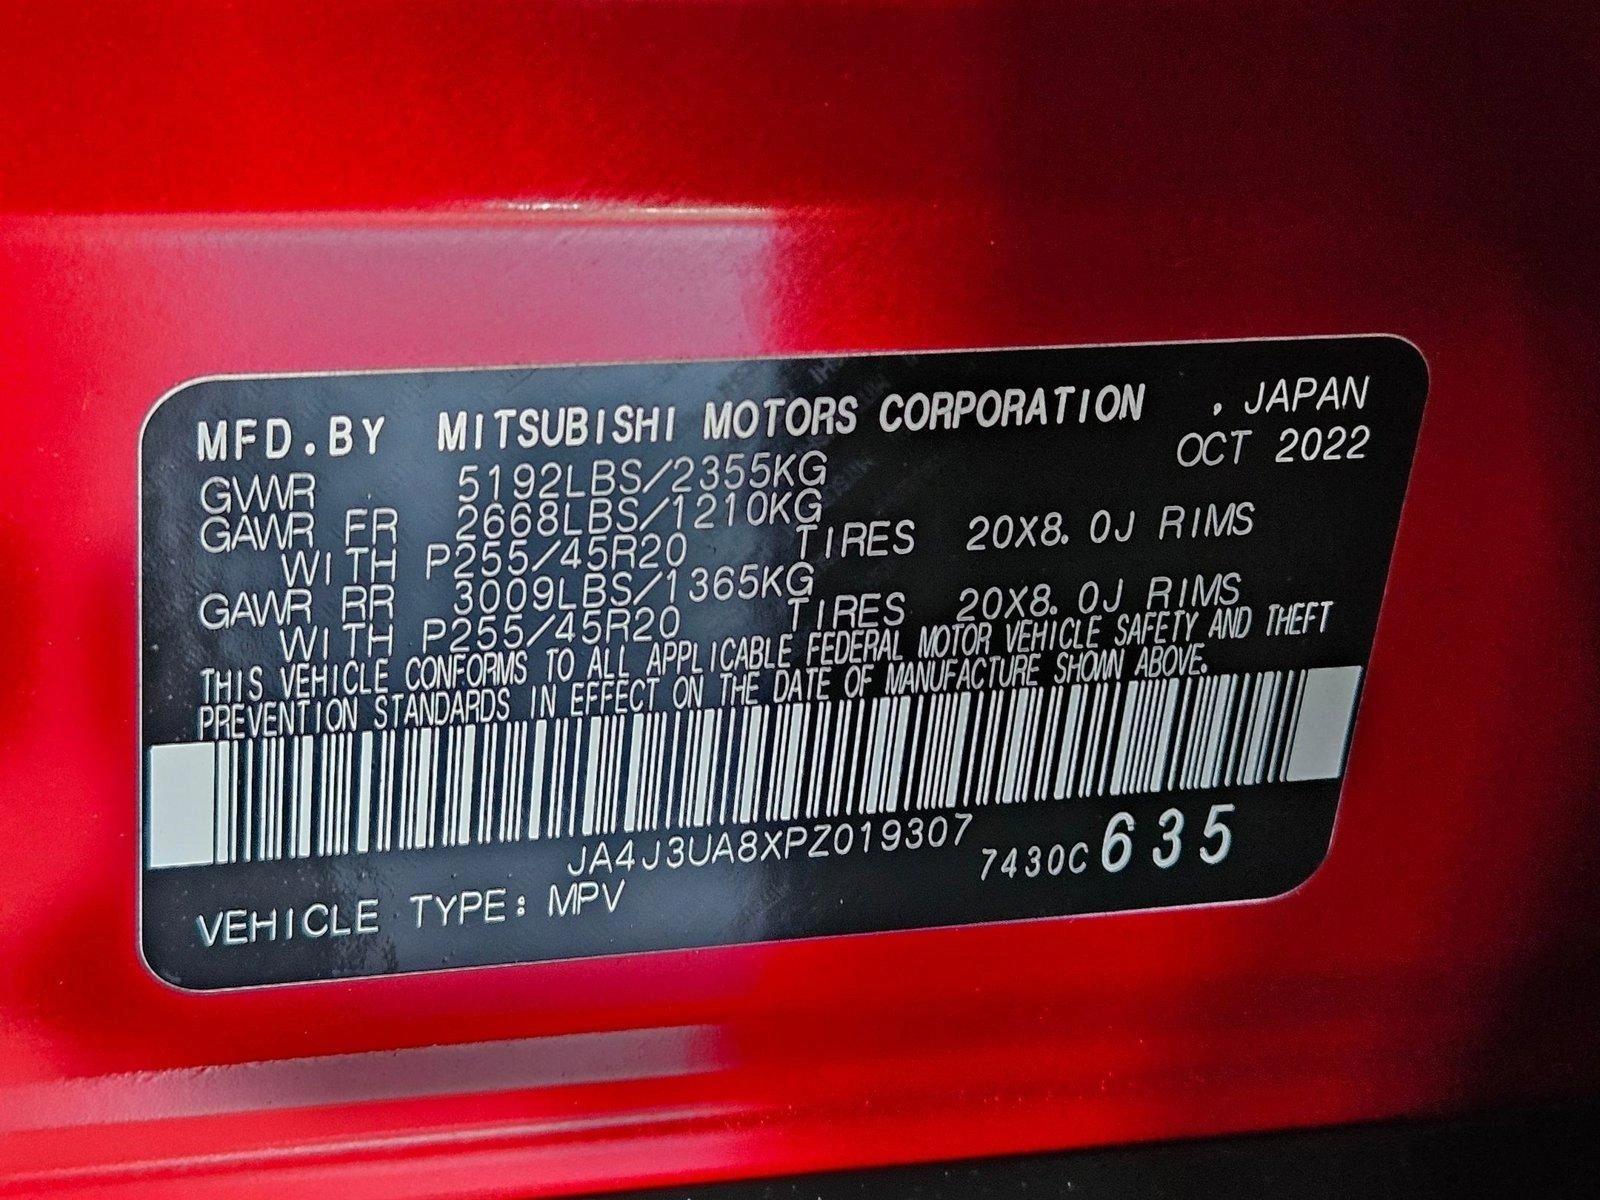 MFD.BY MITSUBISHI MOTORS CORPORATION , JAPAN
OCT 2022
GVWR 5192LBS/2355KG
GAWR FR 2668LBS/1210KG
WITH P255/45R20 TIRES 20X8.0J RIMS
GAWR RR 3009LBS/1365KG
WITH P255/45R20 TIRES 20X8.0J RIMS
THIS VEHICLE CONFORMS TO ALL APPLICABLE FEDERAL MOTOR VEHICLE SAFETY AND THEFT
PREVENTION STANDARDS IN EFFECT ON THE DATE OF MANUFACTURE SHOWN ABOVE.
JA4J3UA8XPZ019307 7430C 635
VEHICLE TYPE: MPV